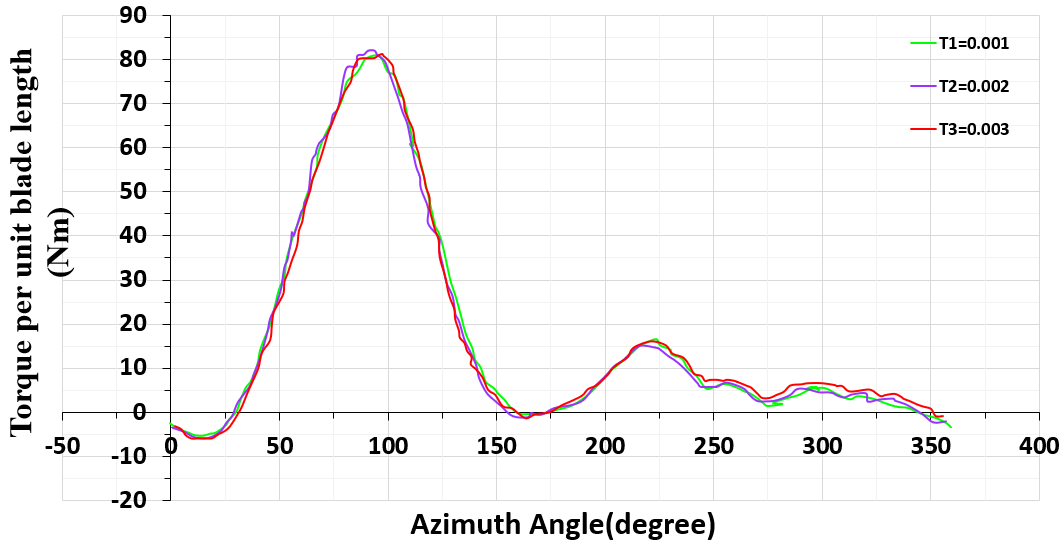 90
80
70
60
50
40
30
20
10
0
-10
-20
-50 0 50 100 150 200 250 300 350 400
Torque per unit blade length
(Nm)
Azimuth Angle(degree)
T1=0.001
T2=0.002
T3=0.003